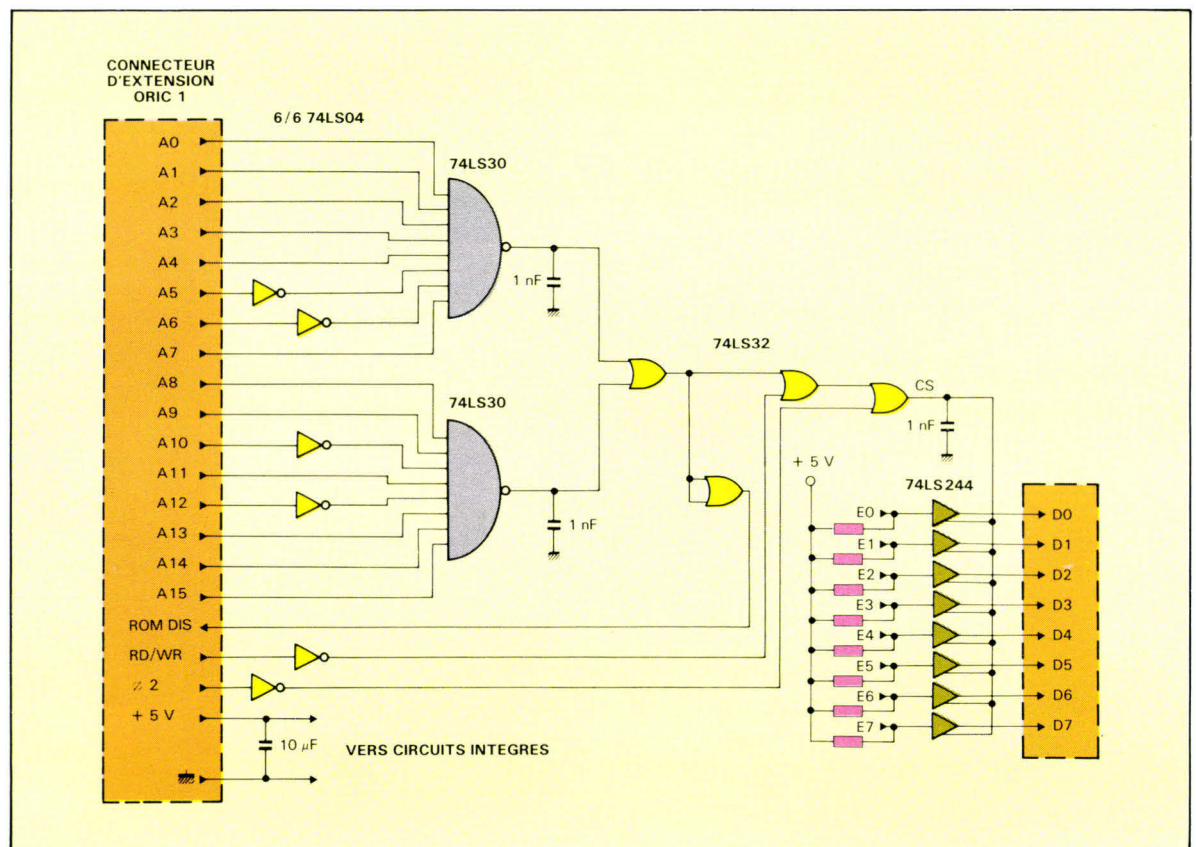 CONNECTEUR
D'EXTENSION
ORIC 1
6/6 74LS04
A0
A1
A2
A3
A4
A5
A6
A7
A8
A9
A10
A11
A12
A13
A14
A15
ROM DIS
RD/WR
2
+ 5 V
74LS30
1 nF
74LS30
1 nF
74LS32
CS
1 nF
+ 5 V
74LS244
E0
E1
E2
E3
E4
E5
E6
E7
D0
D1
D2
D3
D4
D5
D6
D7
10 µF
VERS CIRCUITS INTEGRES